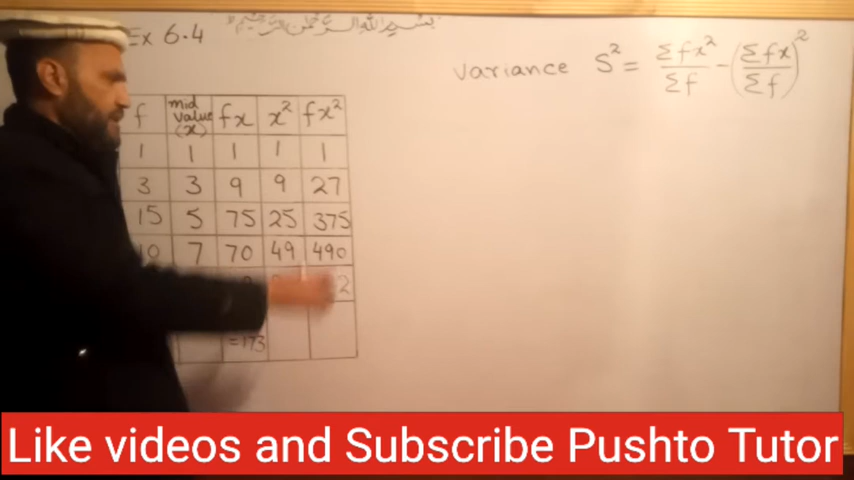 Ex 6.4
variance S² = Σfx²/Σf − (Σfx/Σf)²
f mid value (x) fx x² fx²
1 1 1 1 1
3 3 9 9 27
15 5 75 25 375
10 7 70 49 490
2
=173
Like videos and Subscribe Pushto Tutor